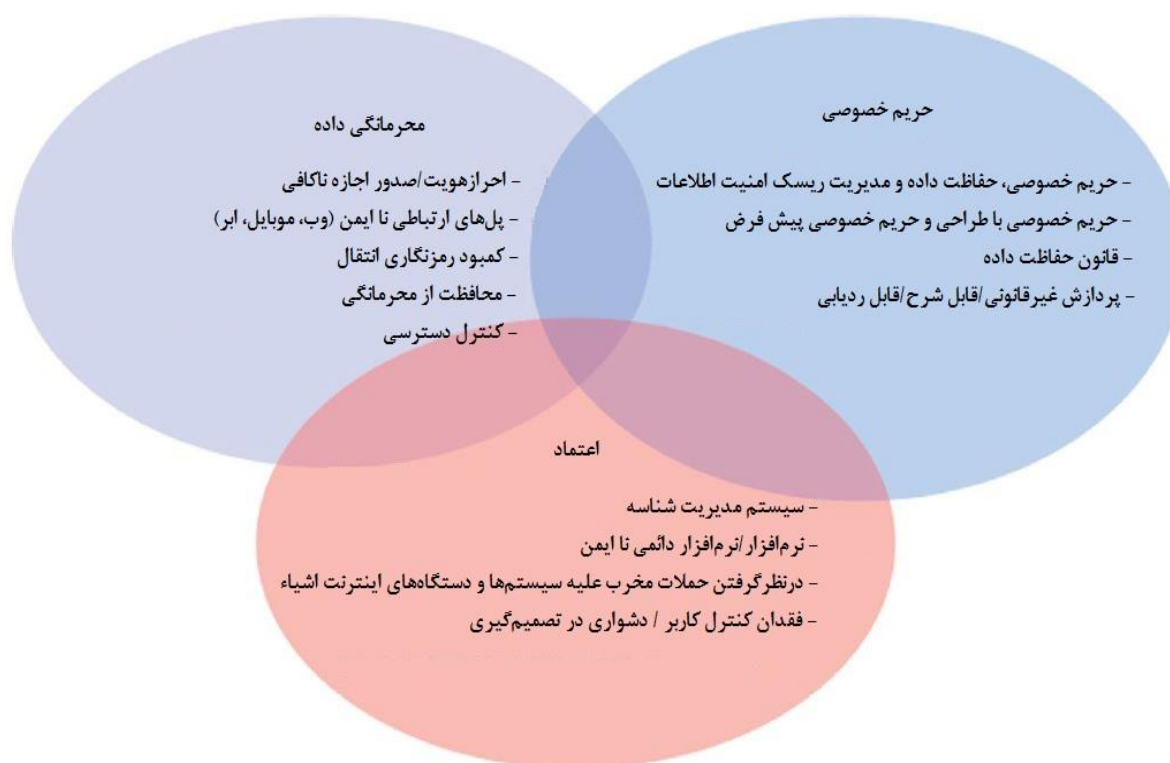 حریم خصوصی
- حریم خصوصی، حفاظت داده و مدیریت ریسک امنیت اطلاعات
- حریم خصوصی با طراحی و حریم خصوصی پیش فرض
- قانون حفاظت داده
- پردازش غیرقانونی/قابل شرح/قابل ردیابی
محرمانگی داده
- احرازهویت/صدور اجازه ناکافی
- پل‌های ارتباطی نا ایمن (وب، موبایل، ابر)
- کمبود رمزنگاری انتقال
- محافظت از محرمانگی
- کنترل دسترسی
اعتماد
- سیستم مدیریت شناسه
- نرم‌افزار/نرم‌افزار دائمی نا ایمن
- درنظرگرفتن حملات مخرب علیه سیستم‌ها و دستگاه‌های اینترنت اشیاء
- فقدان کنترل کاربر / دشواری در تصمیم‌گیری